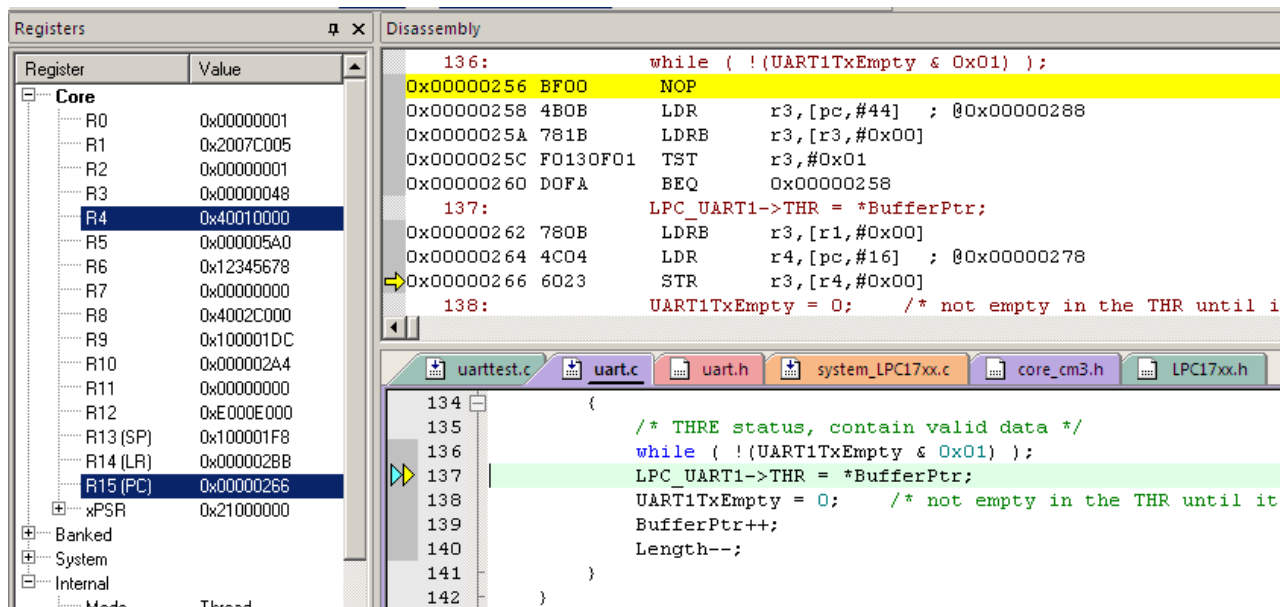 Registers
Register Value
Core
R0 0x00000001
R1 0x2007C005
R2 0x00000001
R3 0x00000048
R4 0x40010000
R5 0x000005A0
R6 0x12345678
R7 0x00000000
R8 0x4002C000
R9 0x100001DC
R10 0x000002A4
R11 0x00000000
R12 0xE000E000
R13 (SP) 0x100001F8
R14 (LR) 0x000002BB
R15 (PC) 0x00000266
xPSR 0x21000000
Banked
System
Internal
Mode Thread
Disassembly
136: while ( !(UART1TxEmpty & 0x01) );
0x00000256 BF00 NOP
0x00000258 4B0B LDR r3,[pc,#44] ; @0x00000288
0x0000025A 781B LDRB r3,[r3,#0x00]
0x0000025C F0130F01 TST r3,#0x01
0x00000260 D0FA BEQ 0x00000258
137: LPC_UART1->THR = *BufferPtr;
0x00000262 780B LDRB r3,[r1,#0x00]
0x00000264 4C04 LDR r4,[pc,#16] ; @0x00000278
0x00000266 6023 STR r3,[r4,#0x00]
138: UART1TxEmpty = 0; /* not empty in the THR until i
uarttest.c uart.c uart.h system_LPC17xx.c core_cm3.h LPC17xx.h
134 {
135 /* THRE status, contain valid data */
136 while ( !(UART1TxEmpty & 0x01) );
137 LPC_UART1->THR = *BufferPtr;
138 UART1TxEmpty = 0; /* not empty in the THR until it
139 BufferPtr++;
140 Length--;
141 }
142 }